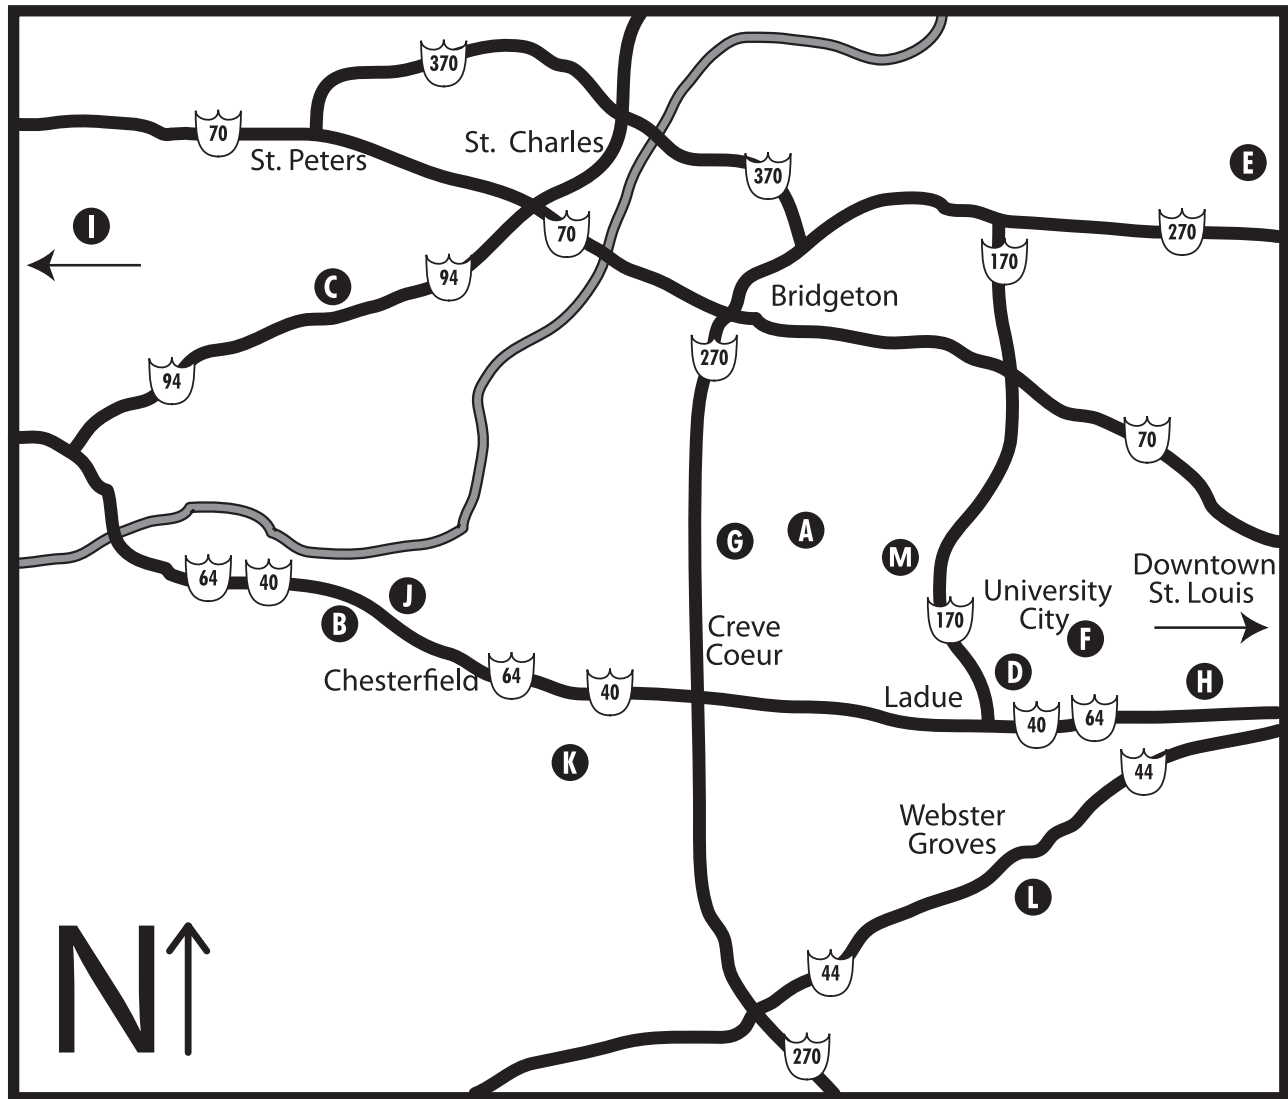 370
70
St. Peters
St. Charles
E
370
I
70
270
170
C
94
Bridgeton
270
94
70
G
A
M
Downtown
St. Louis
64
40
J
B
University
City
170
F
Creve
Coeur
Chesterfield
64
40
D
H
Ladue
40
64
K
44
Webster
Groves
L
N
44
270